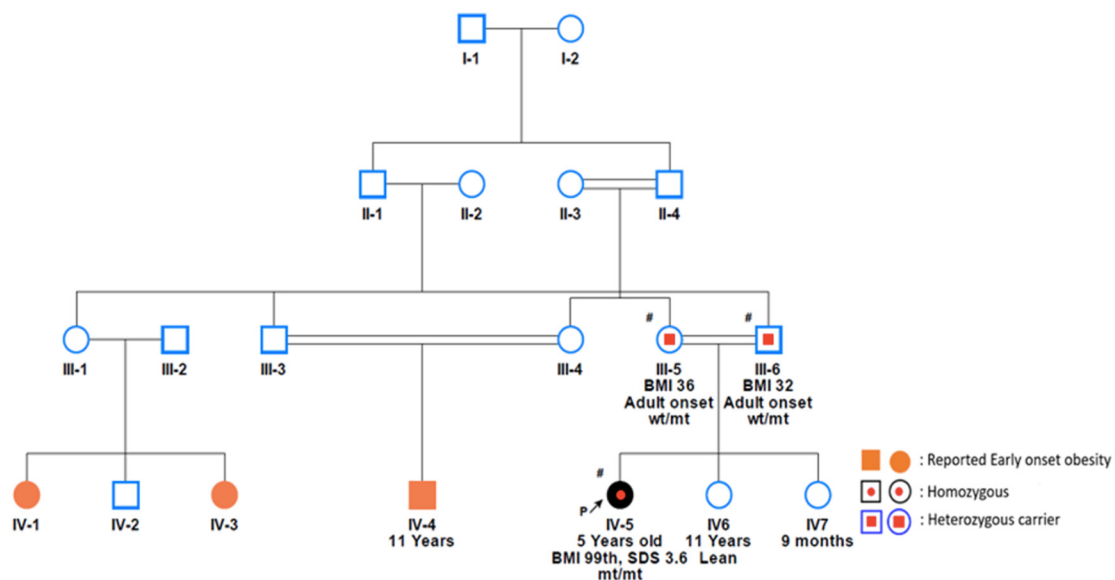 I-1
I-2
II-1
II-2
II-3
II-4
# #
III-1
III-2
III-3
III-4
III-5
III-6
BMI 36
Adult onset
wt/mt
BMI 32
Adult onset
wt/mt
#
P
IV-1
IV-2
IV-3
IV-4
11 Years
IV-5
5 Years old
BMI 99th, SDS 3.6
mt/mt
IV6
11 Years
Lean
IV7
9 months
: Reported Early onset obesity
: Homozygous
: Heterozygous carrier